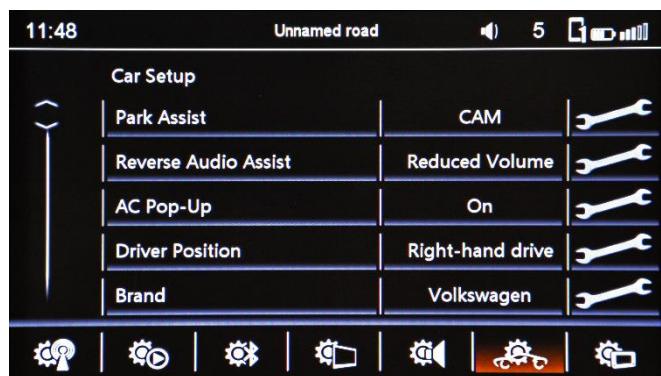 11:48 Unnamed road 5 1
Car Setup
Park Assist CAM
Reverse Audio Assist Reduced Volume
AC Pop-Up On
Driver Position Right-hand drive
Brand Volkswagen